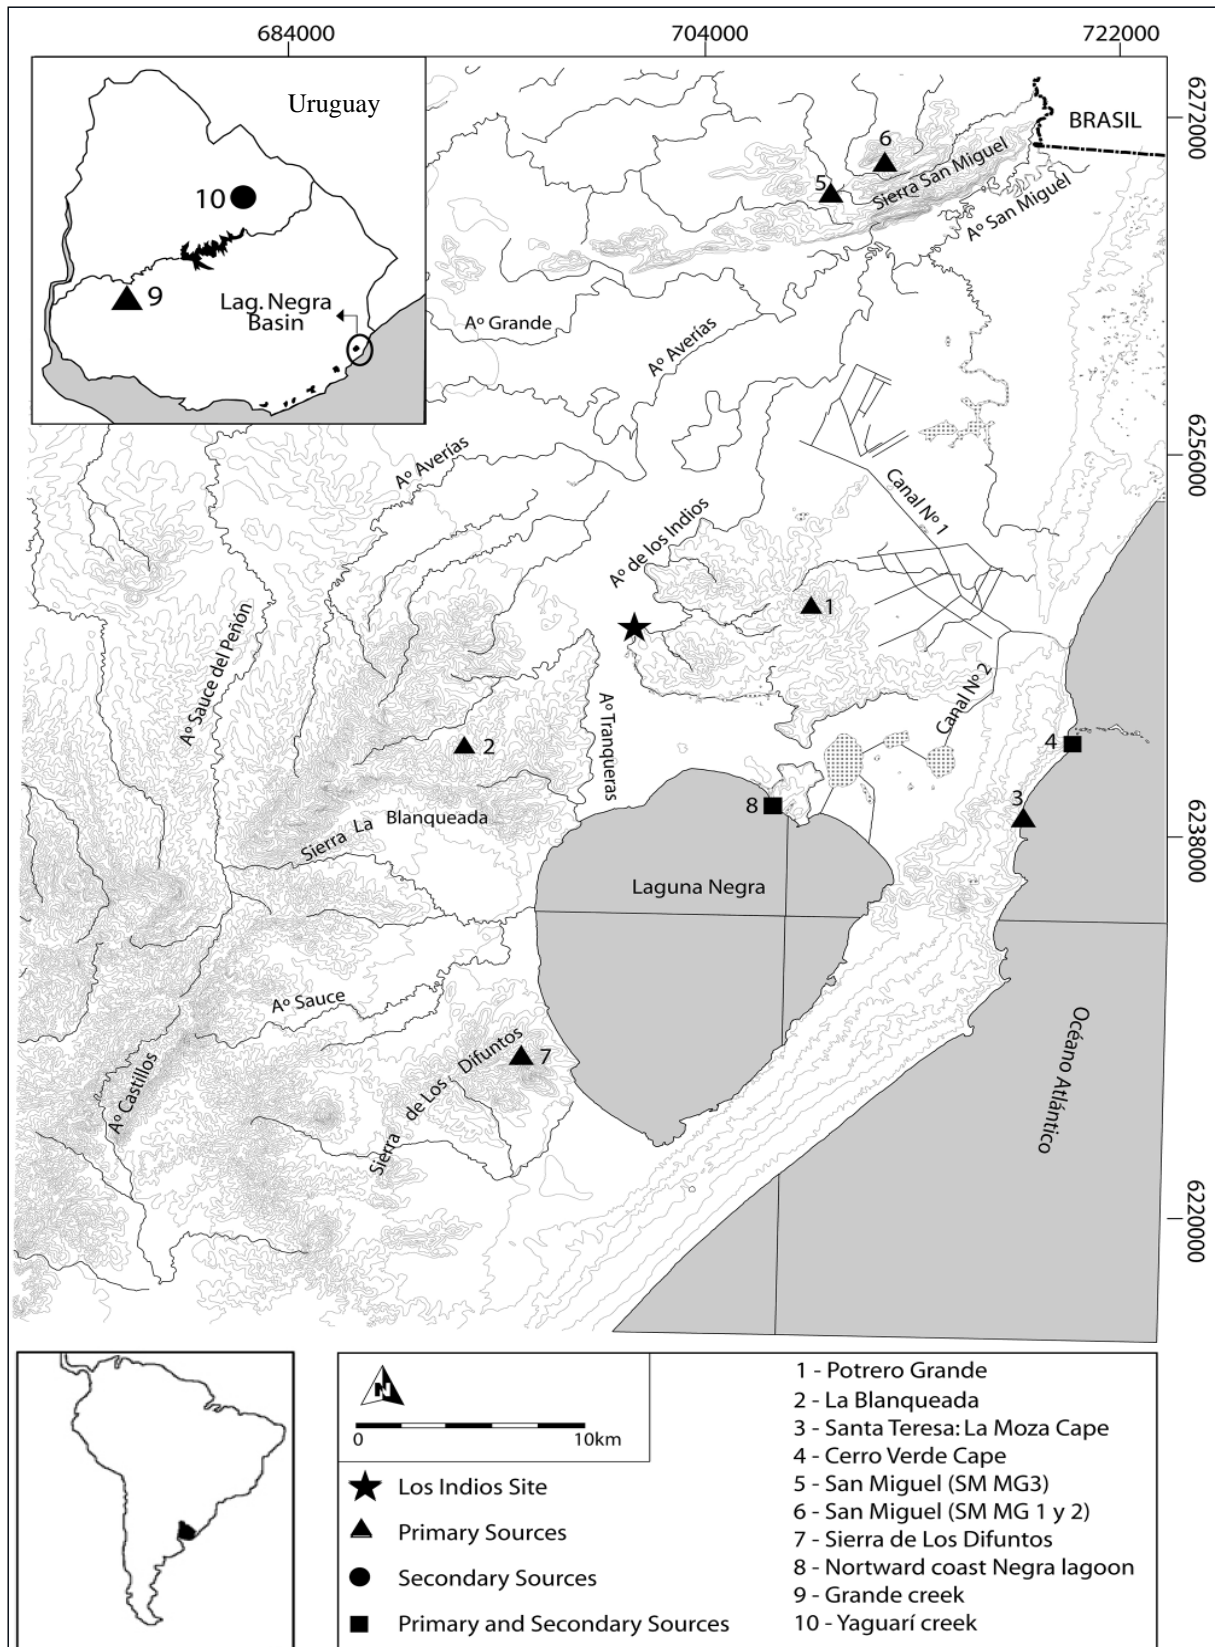 684000
704000
722000
6272000
6256000
6238000
6220000
Uruguay
10
9
Lag. Negra
Basin
BRASIL
6
5
Sierra San Miguel
Aº San Miguel
Aº Grande
Aº Averías
Aº Averías
Canal Nº 1
Aº de los Indios
1
Aº Sauce del Peñón
Aº Tranqueras
Canal Nº 2
2
4
3
8
Sierra La Blanqueada
Laguna Negra
Aº Sauce
Océano Atlántico
Aº Castillos
Sierra de Los Difuntos
7
N
0 10km
Los Indios Site
Primary Sources
Secondary Sources
Primary and Secondary Sources
1 - Potrero Grande
2 - La Blanqueada
3 - Santa Teresa: La Moza Cape
4 - Cerro Verde Cape
5 - San Miguel (SM MG3)
6 - San Miguel (SM MG 1 y 2)
7 - Sierra de Los Difuntos
8 - Nortward coast Negra lagoon
9 - Grande creek
10 - Yaguarí creek